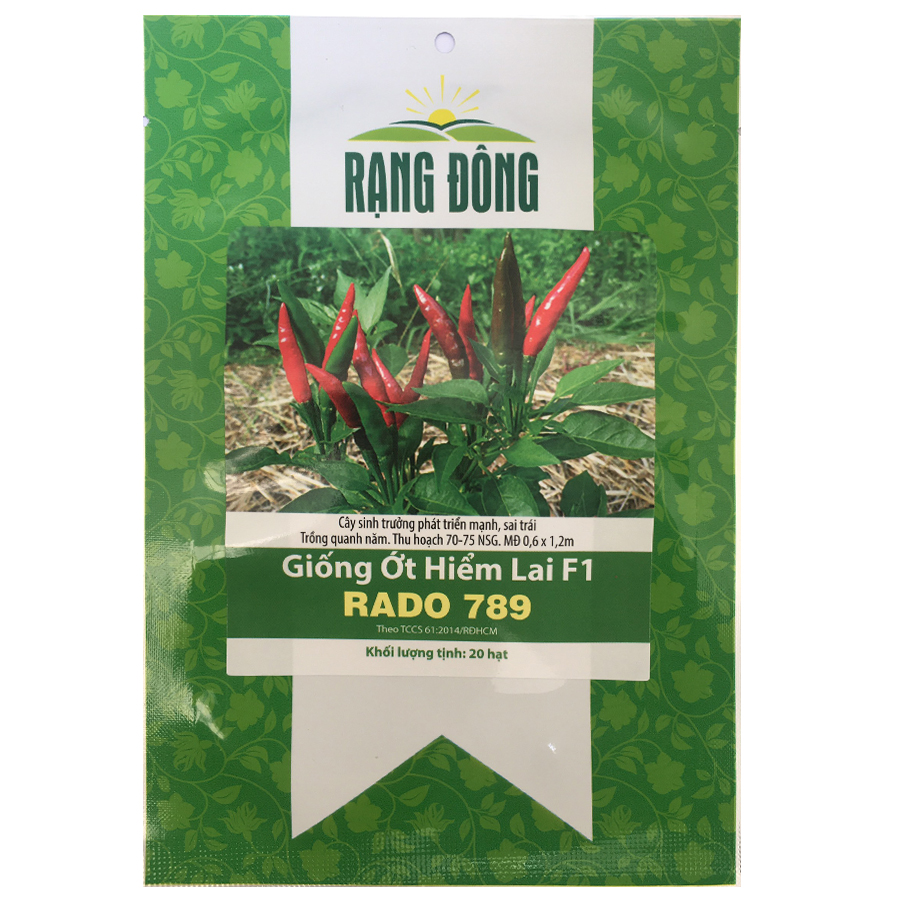 RẠNG ĐÔNG
Cây sinh trưởng phát triển mạnh, sai trái
Trồng quanh năm. Thu hoạch 70-75 NSG. MĐ 0,6 x 1,2m
Giống Ớt Hiểm Lai F1
RADO 789
Theo TCCS 61:2014/RĐHCM
Khối lượng tịnh: 20 hạt